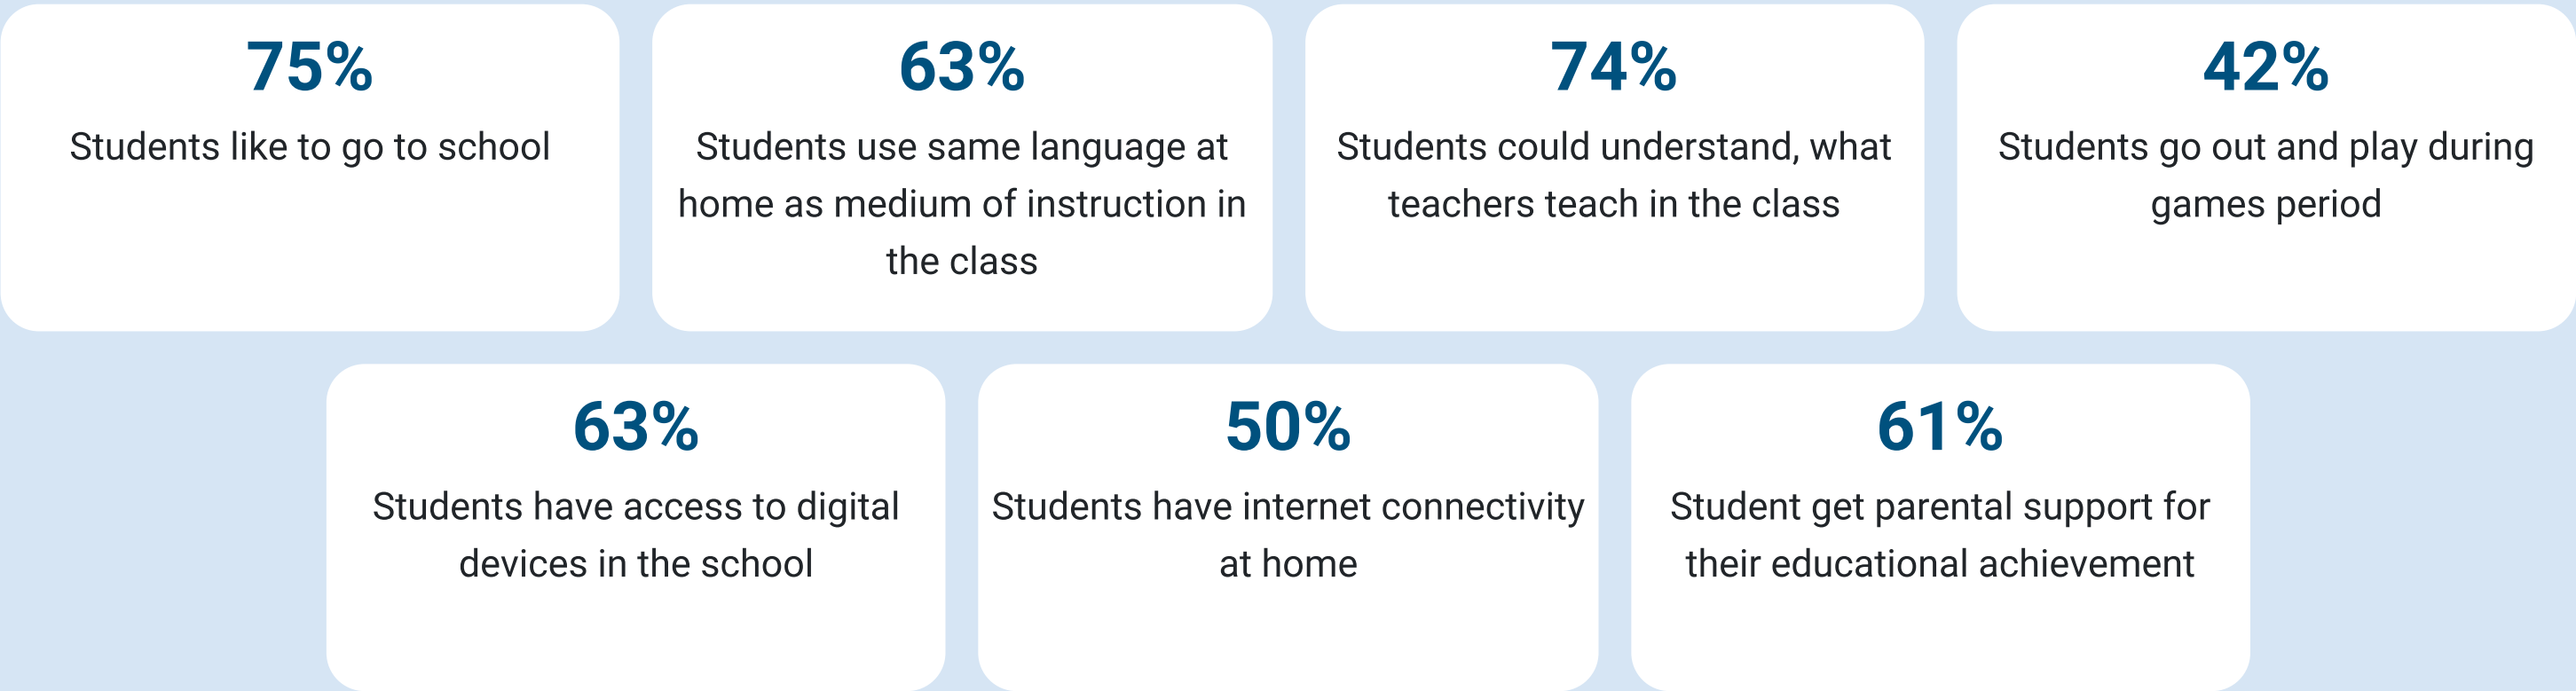 75%
Students like to go to school
63%
Students use same language at
home as medium of instruction in
the class
74%
Students could understand, what
teachers teach in the class
42%
Students go out and play during
games period
63%
Students have access to digital
devices in the school
50%
Students have internet connectivity
at home
61%
Student get parental support for
their educational achievement